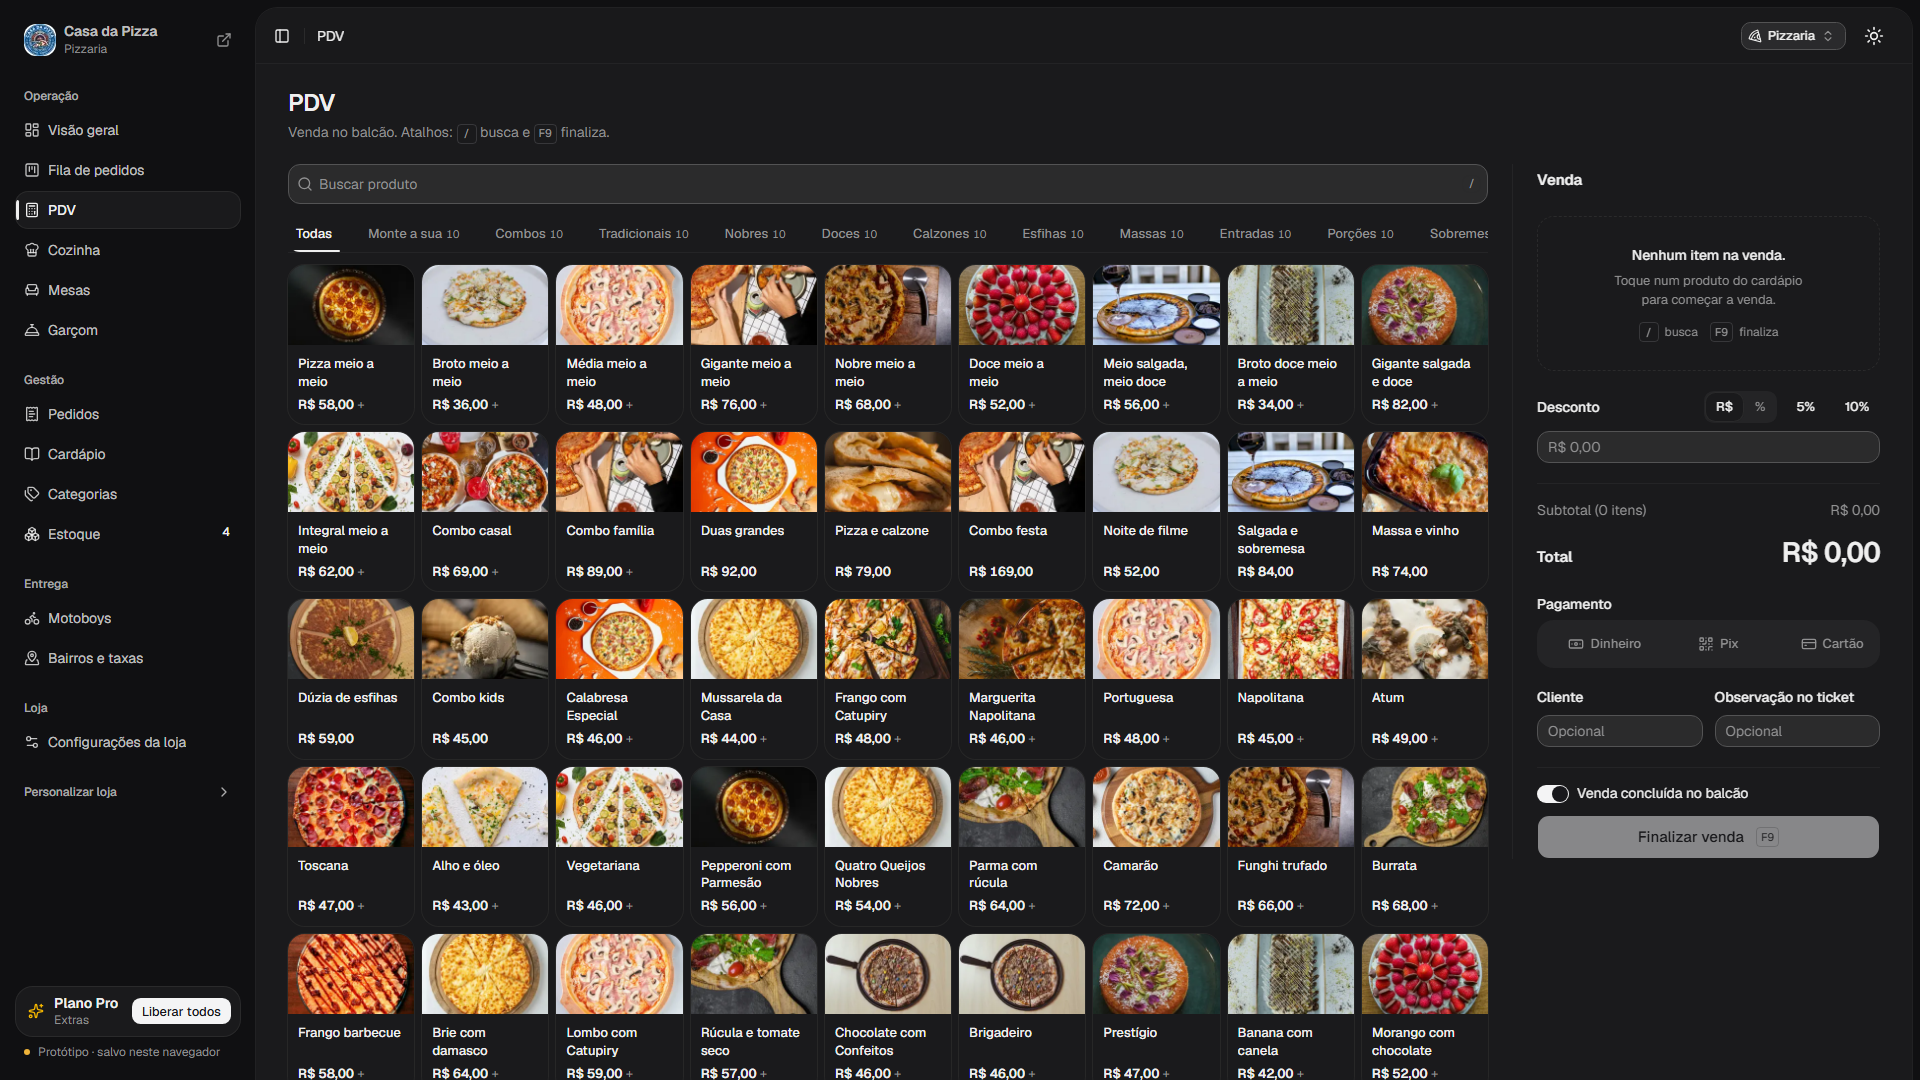 Casa da Pizza
Pizzaria
Operação
Visão geral
Fila de pedidos
PDV
Cozinha
Mesas
Garçom
Gestão
Pedidos
Cardápio
Categorias
Estoque 4
Entrega
Motoboys
Bairros e taxas
Loja
Configurações da loja
Personalizar loja
Plano Pro
Extras
Liberar todos
Protótipo · salvo neste navegador
PDV
Pizzaria
PDV
Venda no balcão. Atalhos: / busca e F9 finaliza.
Buscar produto /
Todas Monte a sua 10 Combos 10 Tradicionais 10 Nobres 10 Doces 10 Calzones 10 Esfihas 10 Massas 10 Entradas 10 Porções 10 Sobremes
Pizza meio a meio
R$ 58,00 +
Broto meio a meio
R$ 36,00 +
Média meio a meio
R$ 48,00 +
Gigante meio a meio
R$ 76,00 +
Nobre meio a meio
R$ 68,00 +
Doce meio a meio
R$ 52,00 +
Meio salgada, meio doce
R$ 56,00 +
Broto doce meio a meio
R$ 34,00 +
Gigante salgada e doce
R$ 82,00 +
Integral meio a meio
R$ 62,00 +
Combo casal
R$ 69,00 +
Combo família
R$ 89,00 +
Duas grandes
R$ 92,00
Pizza e calzone
R$ 79,00
Combo festa
R$ 169,00
Noite de filme
R$ 52,00
Salgada e sobremesa
R$ 84,00
Massa e vinho
R$ 74,00
Dúzia de esfihas
R$ 59,00
Combo kids
R$ 45,00
Calabresa Especial
R$ 46,00 +
Mussarela da Casa
R$ 44,00 +
Frango com Catupiry
R$ 48,00 +
Marguerita Napolitana
R$ 46,00 +
Portuguesa
R$ 48,00 +
Napolitana
R$ 45,00 +
Atum
R$ 49,00 +
Toscana
R$ 47,00 +
Alho e óleo
R$ 43,00 +
Vegetariana
R$ 46,00 +
Pepperoni com Parmesão
R$ 56,00 +
Quatro Queijos Nobres
R$ 54,00 +
Parma com rúcula
R$ 64,00 +
Camarão
R$ 72,00 +
Funghi trufado
R$ 66,00 +
Burrata
R$ 68,00 +
Frango barbecue
R$ 58,00 +
Brie com damasco
R$ 64,00 +
Lombo com Catupiry
R$ 59,00 +
Rúcula e tomate seco
R$ 57,00 +
Chocolate com Confeitos
R$ 46,00 +
Brigadeiro
R$ 46,00 +
Prestígio
R$ 47,00 +
Banana com canela
R$ 42,00 +
Morango com chocolate
R$ 52,00 +
Venda
Nenhum item na venda.
Toque num produto do cardápio
para começar a venda.
/ busca F9 finaliza
Desconto R$ % 5% 10%
R$ 0,00
Subtotal (0 itens) R$ 0,00
Total R$ 0,00
Pagamento
Dinheiro Pix Cartão
Cliente Observação no ticket
Opcional Opcional
Venda concluída no balcão
Finalizar venda F9